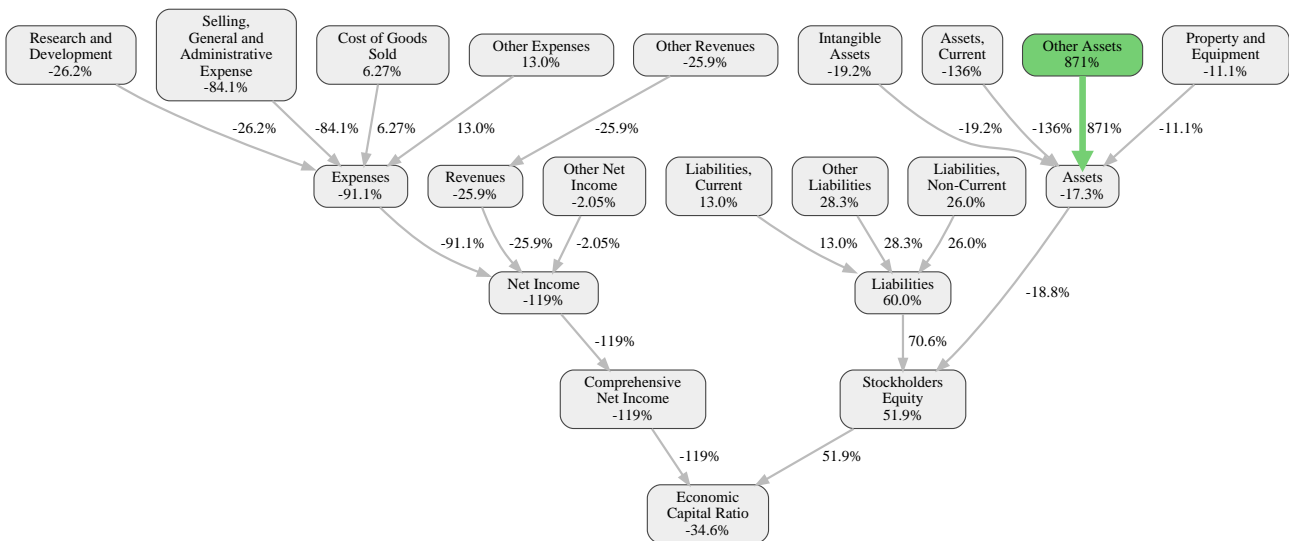 Research and
Development
-26.2%
Selling,
General and
Administrative
Expense
-84.1%
Cost of Goods
Sold
6.27%
Other Expenses
13.0%
Other Revenues
-25.9%
Intangible
Assets
-19.2%
Assets,
Current
-136%
Other Assets
871%
Property and
Equipment
-11.1%
-26.2%
-84.1%
6.27%
13.0%
-25.9%
-19.2%
-136%
871%
-11.1%
Expenses
-91.1%
Revenues
-25.9%
Other Net
Income
-2.05%
Liabilities,
Current
13.0%
Other
Liabilities
28.3%
Liabilities,
Non-Current
26.0%
Assets
-17.3%
-91.1%
-25.9%
-2.05%
13.0%
28.3%
26.0%
Net Income
-119%
Liabilities
60.0%
-18.8%
-119%
70.6%
Comprehensive
Net Income
-119%
Stockholders
Equity
51.9%
-119%
51.9%
Economic
Capital Ratio
-34.6%